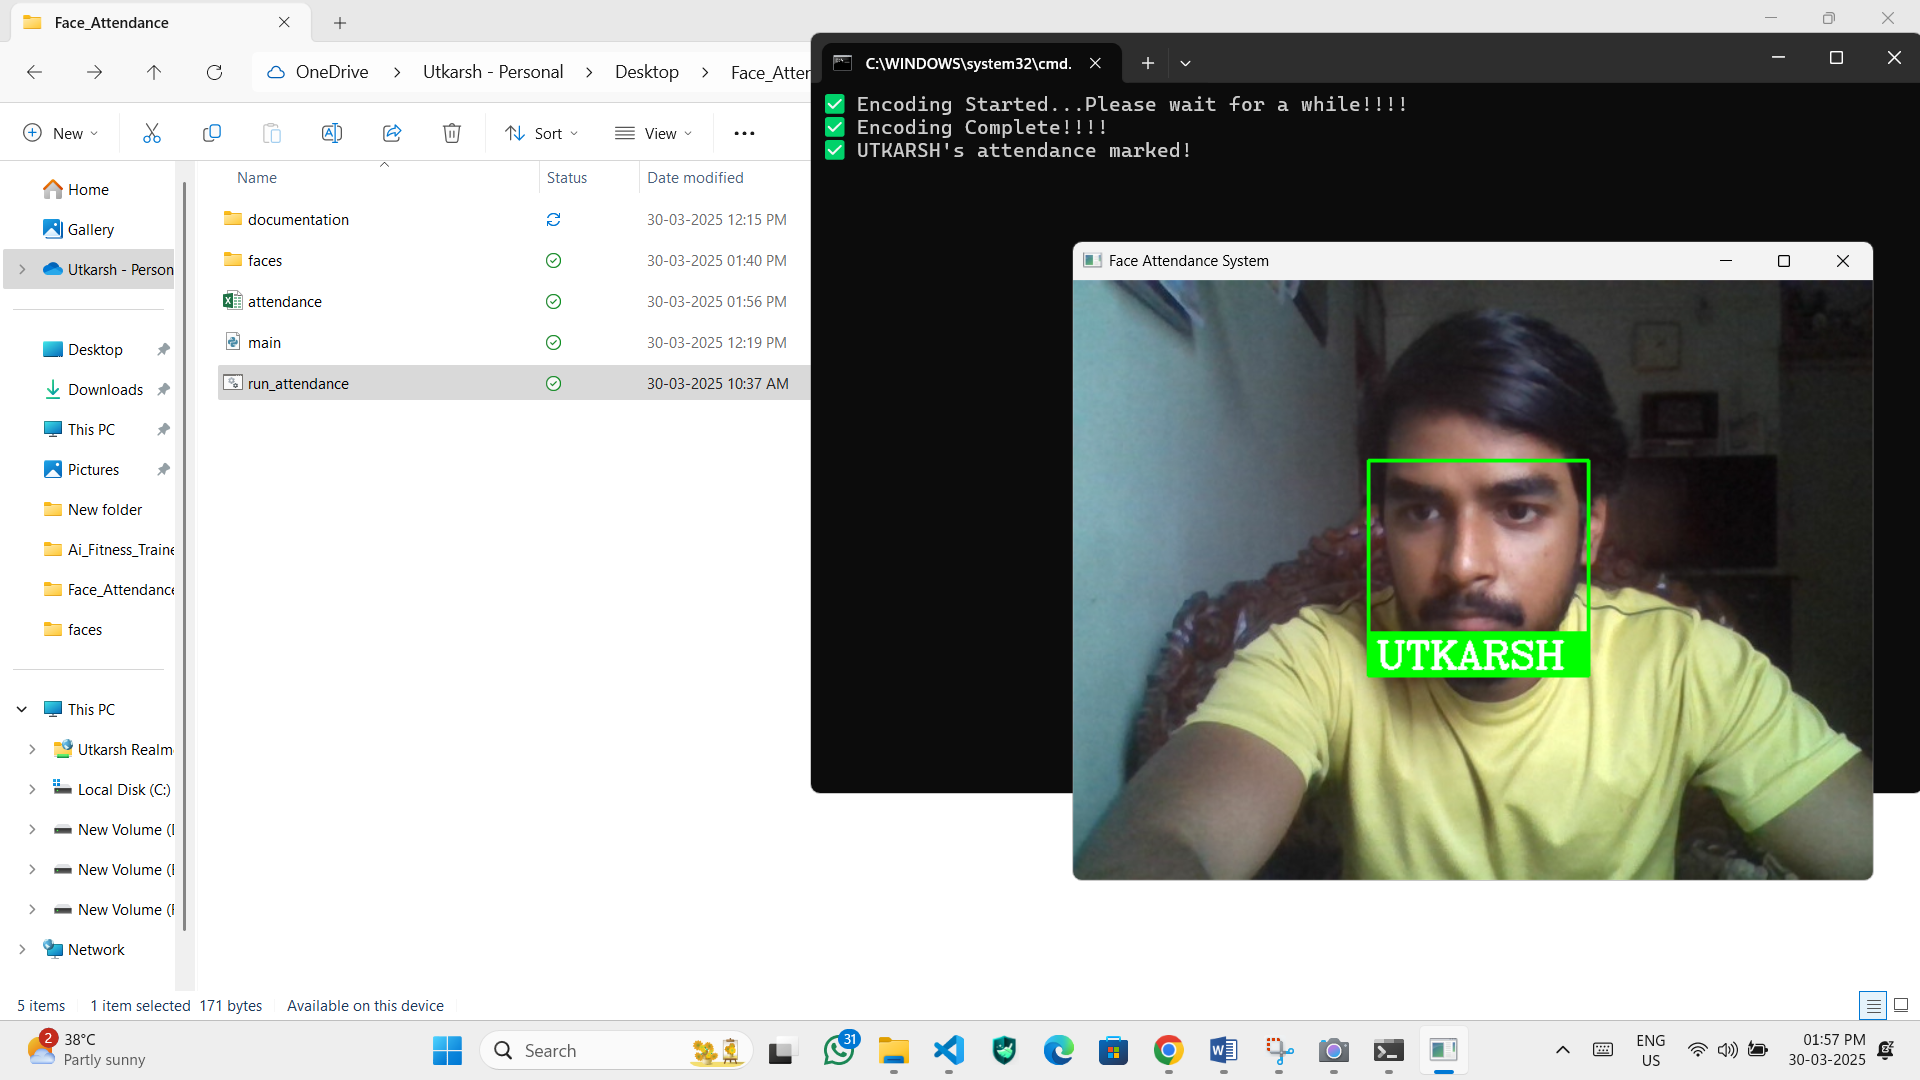 Face_Attendance
OneDrive > Utkarsh - Personal > Desktop > Face_Atten
New
Sort
View
Name
Status
Date modified
documentation 30-03-2025 12:15 PM
faces 30-03-2025 01:40 PM
attendance 30-03-2025 01:56 PM
main 30-03-2025 12:19 PM
run_attendance 30-03-2025 10:37 AM
Home
Gallery
Utkarsh - Person
Desktop
Downloads
This PC
Pictures
New folder
Ai_Fitness_Traine
Face_Attendance
faces
This PC
Utkarsh Realm
Local Disk (C:)
New Volume (
New Volume (
New Volume (
Network
5 items 1 item selected 171 bytes Available on this device
C:\WINDOWS\system32\cmd.
✅ Encoding Started...Please wait for a while!!!!
✅ Encoding Complete!!!!
✅ UTKARSH's attendance marked!
Face Attendance System
UTKARSH
2
38°C
Partly sunny
Search
31
ENG
US
01:57 PM
30-03-2025